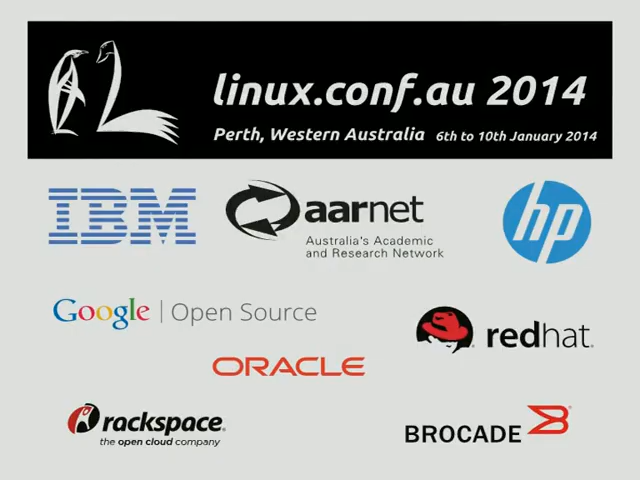 linux.conf.au 2014
Perth, Western Australia 6th to 10th January 2014
IBM
aarnet
Australia's Academic
and Research Network
hp
Google | Open Source
redhat.
ORACLE
rackspace.
the open cloud company
BROCADE